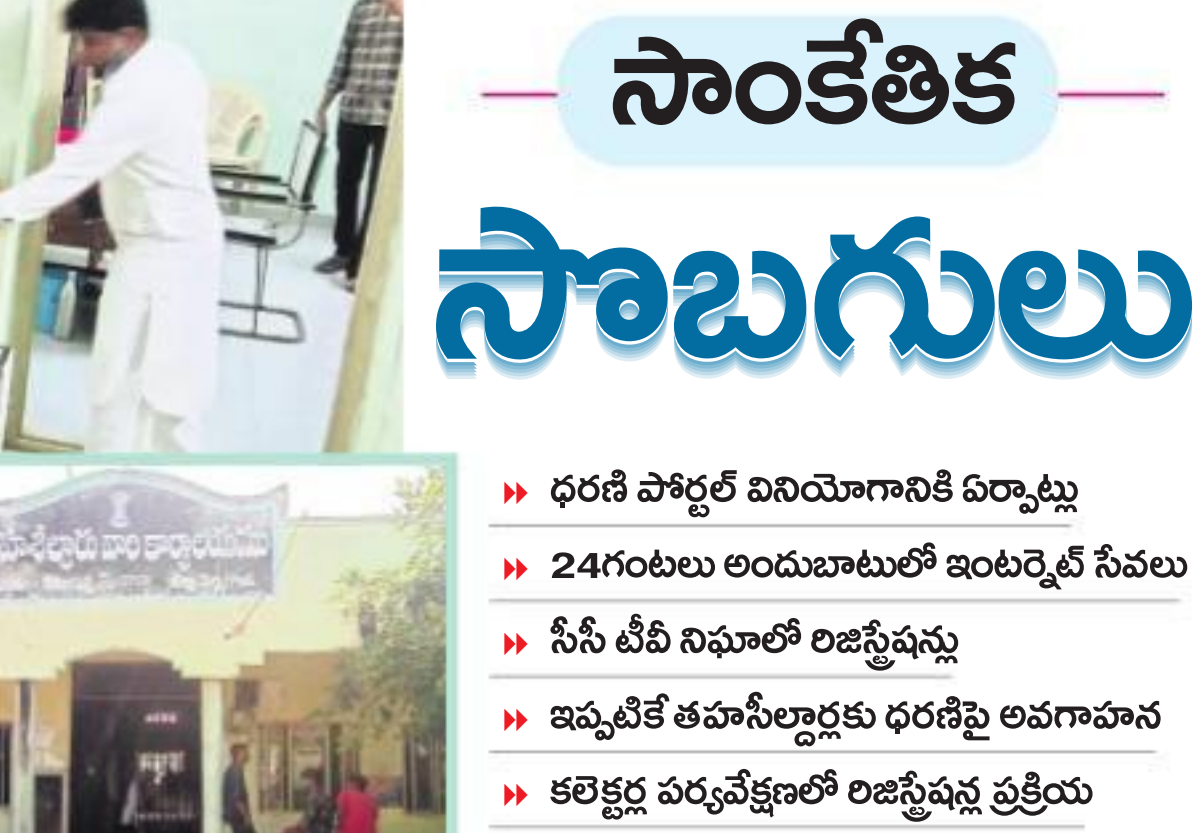 సాంకేతిక
సొబగులు
ధరణి పోర్టల్ వినియోగానికి ఏర్పాట్లు
24గంటలు అందుబాటులో ఇంటర్నెట్ సేవలు
సీసీ టీవీ నిఘాలో రిజిస్ట్రేషన్లు
ఇప్పటికే తహసీల్దార్లకు ధరణిపై అవగాహన
కలెక్టర్ల పర్యవేక్షణలో రిజిస్ట్రేషన్ల ప్రక్రియ
వారి కార్యాలయము